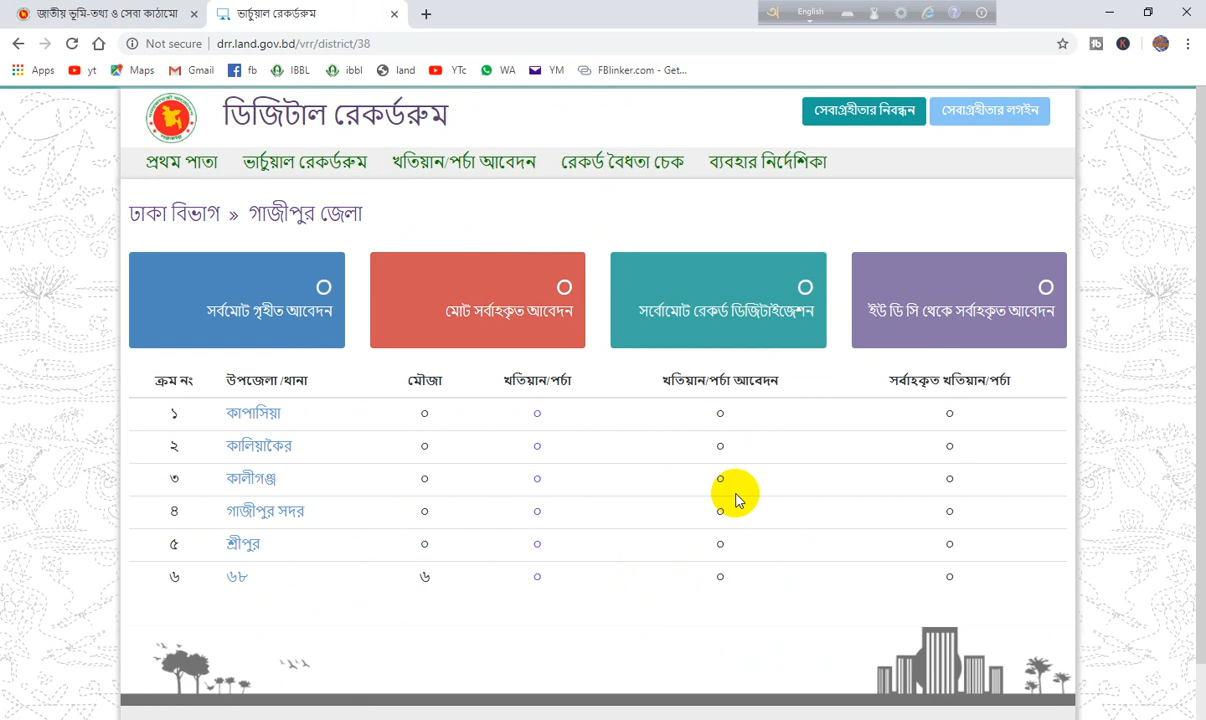 জাতীয় ভূমি-তথ্য ও সেবা কাঠামো
ভার্চুয়াল রেকর্ডরুম
English
Not secure drr.land.gov.bd/vrr/district/38
Apps yt Maps Gmail fb IBBL ibbl land YTc WA YM FBlinker.com - Get...
ডিজিটাল রেকর্ডরুম
সেবাগ্রহীতার নিবন্ধন সেবাগ্রহীতার লগইন
প্রথম পাতা ভার্চুয়াল রেকর্ডরুম খতিয়ান/পর্চা আবেদন রেকর্ড বৈধতা চেক ব্যবহার নির্দেশিকা
ঢাকা বিভাগ » গাজীপুর জেলা
০ ০ ০ ০
সর্বমোট গৃহীত আবেদন মোট সর্বাহকৃত আবেদন সর্বোমোট রেকর্ড ডিজিটাইজেশন ইউ ডি সি থেকে সর্বাহকৃত আবেদন
ক্রম নং উপজেলা /থানা মৌজা খতিয়ান/পর্চা খতিয়ান/পর্চা আবেদন সর্বাহকৃত খতিয়ান/পর্চা
১ কাপাসিয়া ০ ০ ০ ০
২ কালিয়াকৈর ০ ০ ০ ০
৩ কালীগঞ্জ ০ ০ ০ ০
৪ গাজীপুর সদর ০ ০ ০ ০
৫ শ্রীপুর ০ ০ ০ ০
৬ ৬৮ ৬ ০ ০ ০